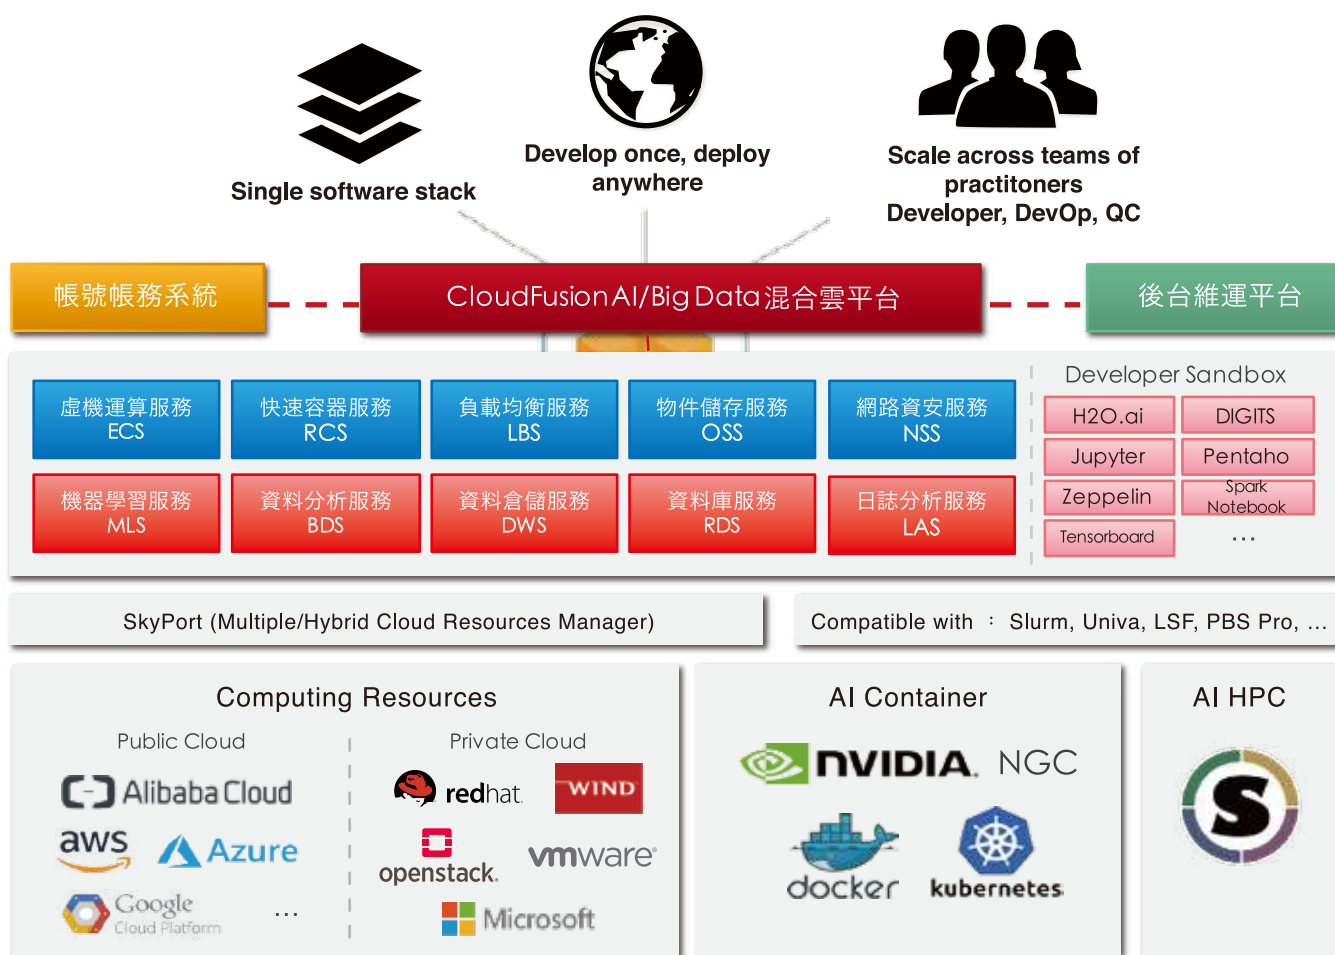 Single software stack
Develop once, deploy
anywhere
Scale across teams of
practitoners
Developer, DevOp, QC
帳號帳務系統
CloudFusion AI/Big Data 混合雲平台
後台維運平台
虛機運算服務
ECS
快速容器服務
RCS
負載均衡服務
LBS
物件儲存服務
OSS
網路資安服務
NSS
機器學習服務
MLS
資料分析服務
BDS
資料倉儲服務
DWS
資料庫服務
RDS
日誌分析服務
LAS
Developer Sandbox
H2O.ai
DIGITS
Jupyter
Pentaho
Zeppelin
Spark
Notebook
Tensorboard
...
SkyPort (Multiple/Hybrid Cloud Resources Manager)
Compatible with : Slurm, Univa, LSF, PBS Pro, ...
Computing Resources
Public Cloud
Alibaba Cloud
aws
Azure
Google
Cloud Platform
...
Private Cloud
redhat.
WIND
openstack.
vmware
Microsoft
AI Container
NVIDIA. NGC
docker
kubernetes
AI HPC
S